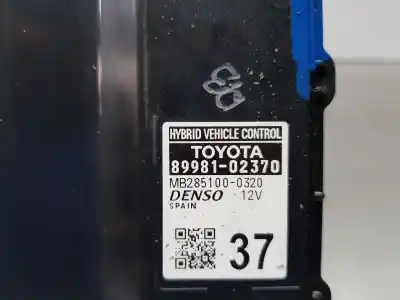 HYBRID VEHICLE CONTROL
TOYOTA
89981-02370
MB285100-0320
DENSO 12V
SPAIN
37